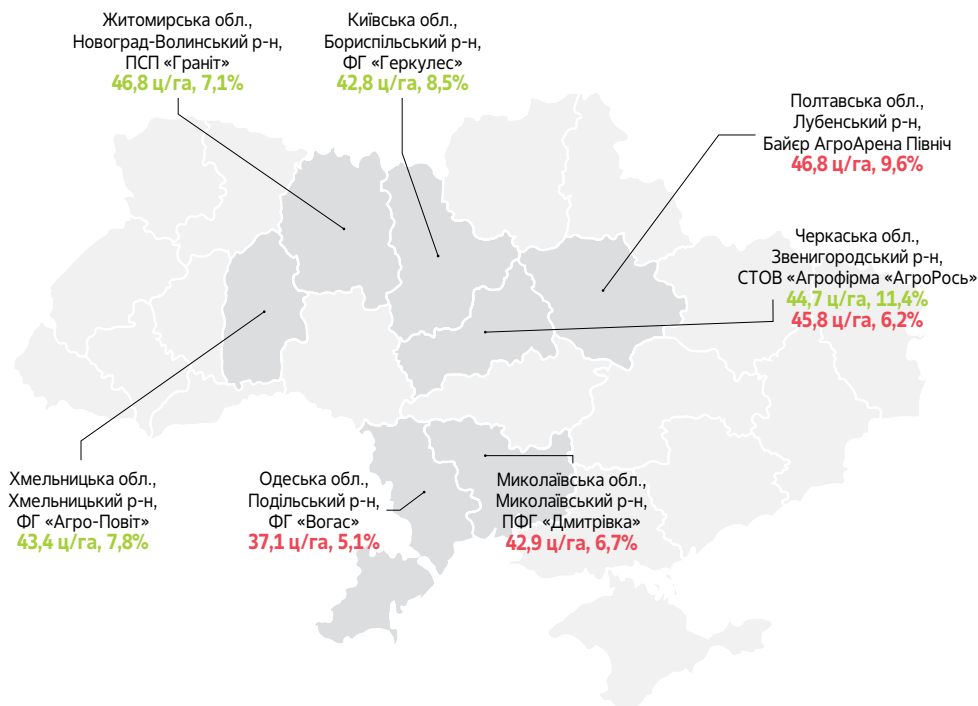 Житомирська обл.,
Новоград-Волинський р-н,
ПСП «Граніт»
46,8 ц/га, 7,1%
Київська обл.,
Бориспільський р-н,
ФГ «Геркулес»
42,8 ц/га, 8,5%
Полтавська обл.,
Лубенський р-н,
Байєр АгроАрена Північ
46,8 ц/га, 9,6%
Черкаська обл.,
Звенигородський р-н,
СТОВ «Агрофірма «АгроРось»
44,7 ц/га, 11,4%
45,8 ц/га, 6,2%
Хмельницька обл.,
Хмельницький р-н,
ФГ «Агро-Повіт»
43,4 ц/га, 7,8%
Одеська обл.,
Подільський р-н,
ФГ «Вогас»
37,1 ц/га, 5,1%
Миколаївська обл.,
Миколаївський р-н,
ПФГ «Дмитрівка»
42,9 ц/га, 6,7%